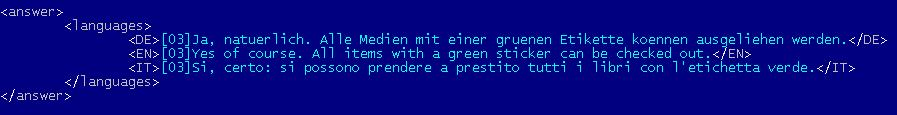 <answer>
<languages>
<DE>[03]Ja, natuerlich. Alle Medien mit einer gruenen Etikette koennen ausgeliehen werden.</DE>
<EN>[03]Yes of course. All items with a green sticker can be checked out.</EN>
<IT>[03]Si, certo: si possono prendere a prestito tutti i libri con l'etichetta verde.</IT>
</languages>
</answer>